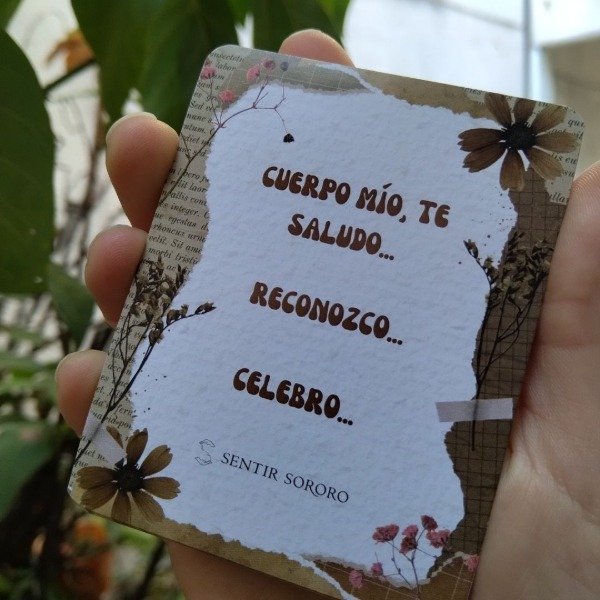 CUERPO MÍO, TE
SALUDO...
RECONOZCO...
CELEBRO...
SENTIR SORORO